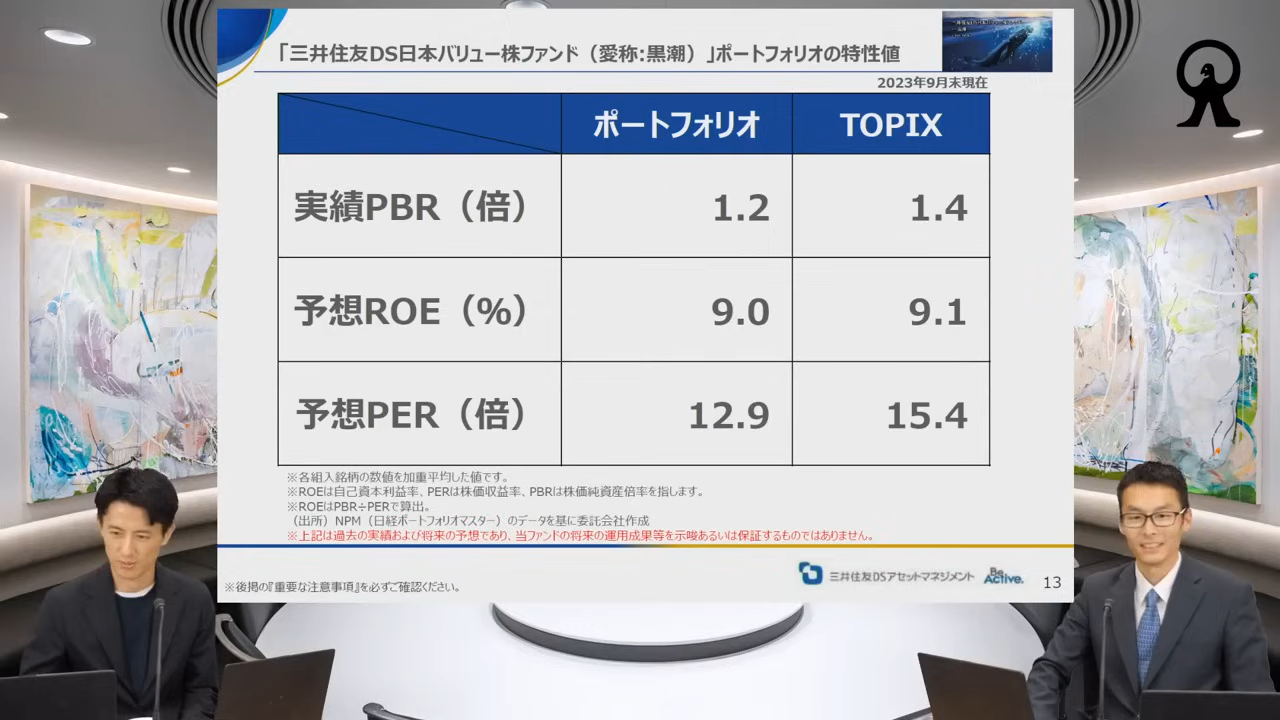 「三井住友DS日本バリュー株ファンド（愛称:黒潮）」ポートフォリオの特性値
2023年9月末現在
ポートフォリオ TOPIX
実績PBR（倍） 1.2 1.4
予想ROE（%） 9.0 9.1
予想PER（倍） 12.9 15.4
※各組入銘柄の数値を加重平均した値です。
※ROEは自己資本利益率、PERは株価収益率、PBRは株価純資産倍率を指します。
※ROEはPBR÷PERで算出。
（出所）NPM（日経ポートフォリオマスター）のデータを基に委託会社作成
※上記は過去の実績および将来の予想であり、当ファンドの将来の運用成果等を示唆あるいは保証するものではありません。
※後掲の『重要な注意事項』を必ずご確認ください。
三井住友DSアセットマネジメント
Be Active.
13